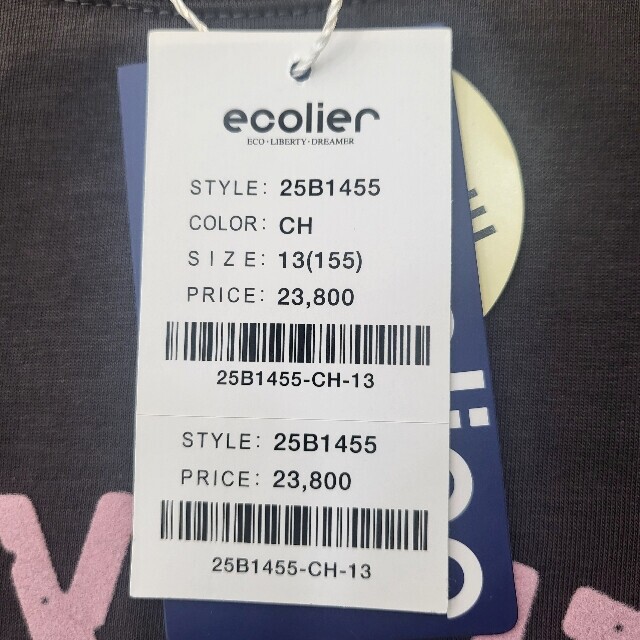 ecolier
ECO·LIBERTY·DREAMER
STYLE: 25B1455
COLOR: CH
SIZE: 13(155)
PRICE: 23,800
25B1455-CH-13
STYLE: 25B1455
PRICE: 23,800
25B1455-CH-13